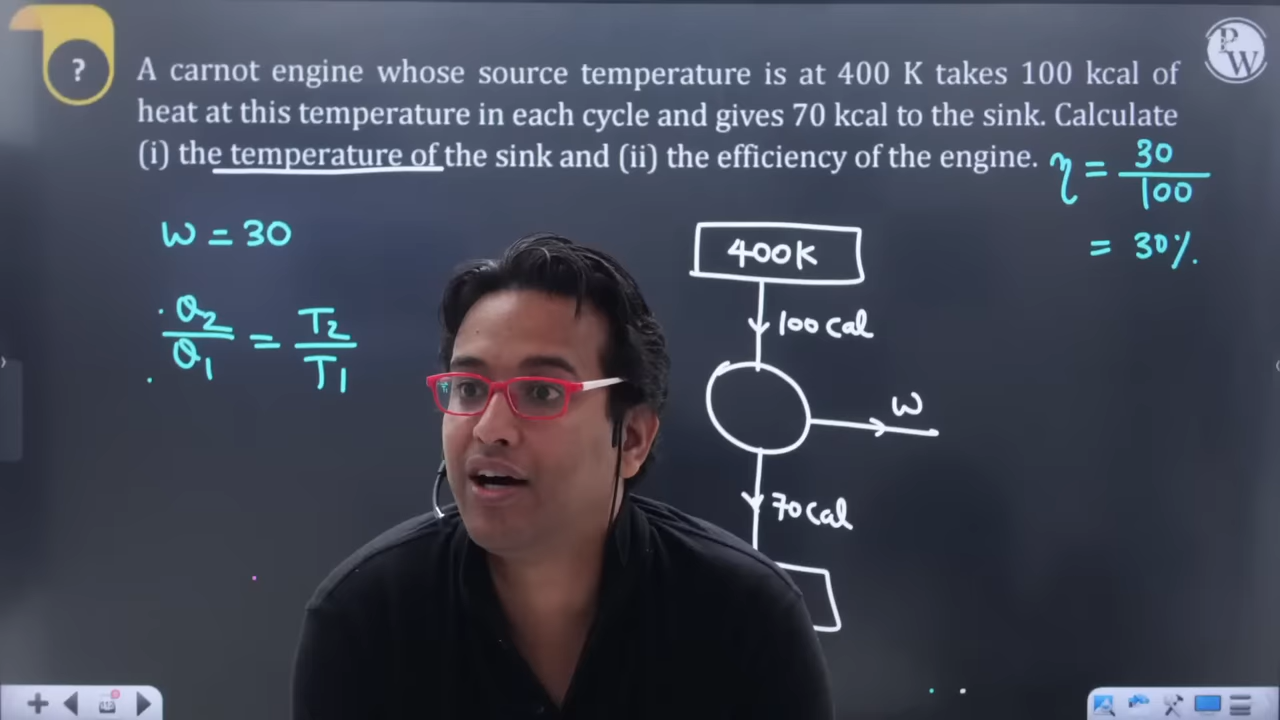 ?
A carnot engine whose source temperature is at 400 K takes 100 kcal of
heat at this temperature in each cycle and gives 70 kcal to the sink. Calculate
(i) the temperature of the sink and (ii) the efficiency of the engine.
PW
η = 30/100
= 30%
W = 30
Q2/Q1 = T2/T1
400K
100 Cal
W
70 Cal